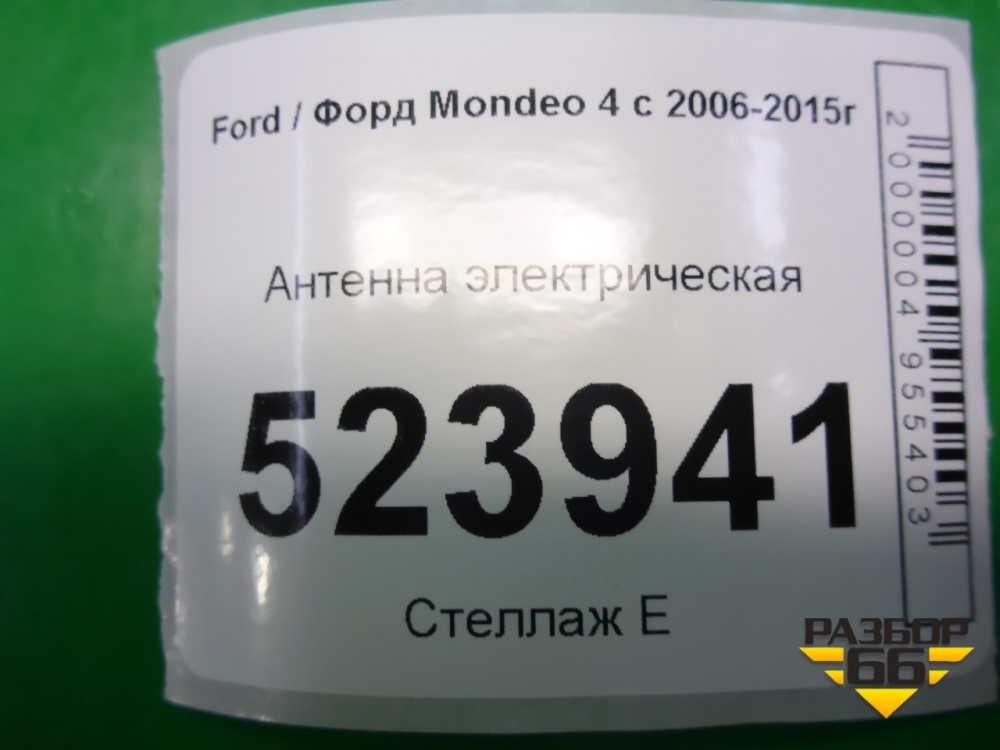 Ford / Форд Mondeo 4 с 2006-2015г
Антенна электрическая
523941
Стеллаж Е
2000004955403
РАЗБОР
66